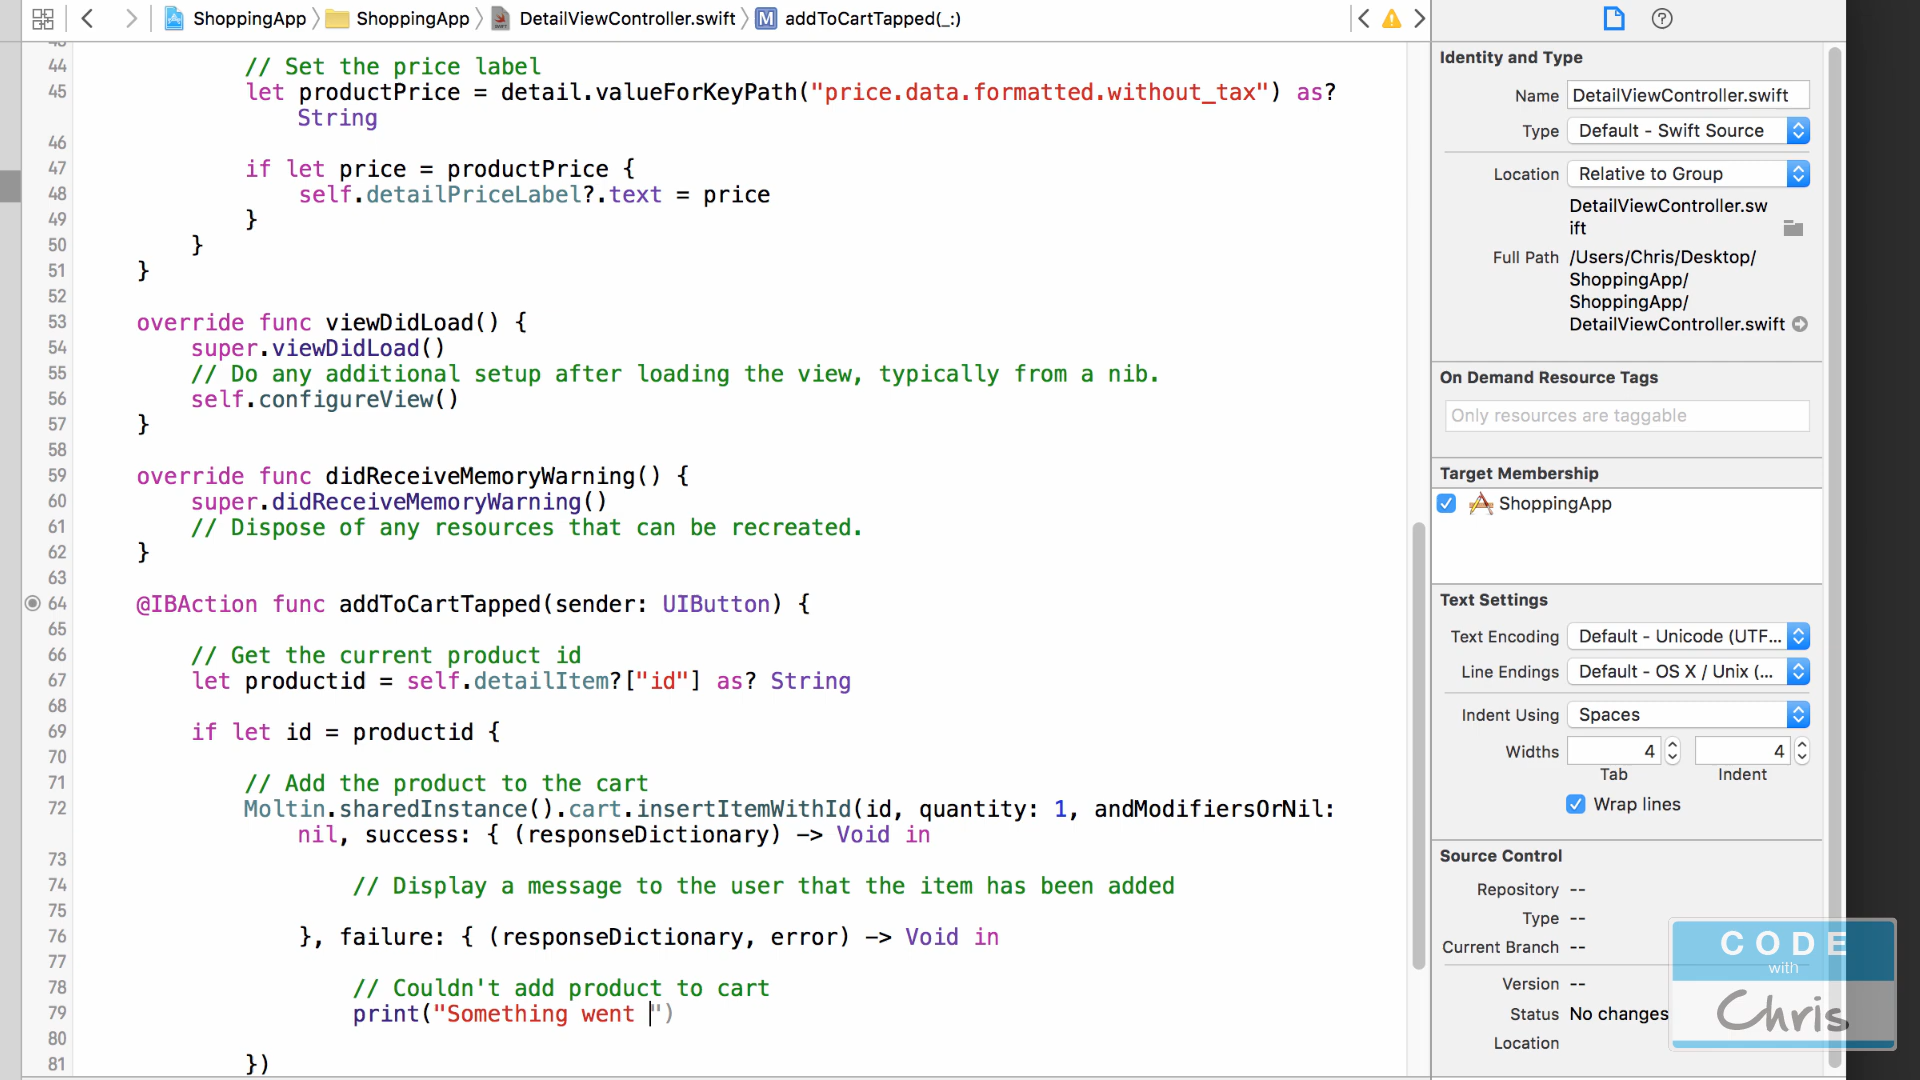 ShoppingApp ShoppingApp DetailViewController.swift M addToCartTapped(_:)
44 // Set the price label
45 let productPrice = detail.valueForKeyPath("price.data.formatted.without_tax") as?
String
46
47 if let price = productPrice {
48 self.detailPriceLabel?.text = price
49 }
50 }
51 }
52
53 override func viewDidLoad() {
54 super.viewDidLoad()
55 // Do any additional setup after loading the view, typically from a nib.
56 self.configureView()
57 }
58
59 override func didReceiveMemoryWarning() {
60 super.didReceiveMemoryWarning()
61 // Dispose of any resources that can be recreated.
62 }
63
64 @IBAction func addToCartTapped(sender: UIButton) {
65
66 // Get the current product id
67 let productid = self.detailItem?["id"] as? String
68
69 if let id = productid {
70
71 // Add the product to the cart
72 Moltin.sharedInstance().cart.insertItemWithId(id, quantity: 1, andModifiersOrNil:
nil, success: { (responseDictionary) -> Void in
73
74 // Display a message to the user that the item has been added
75
76 }, failure: { (responseDictionary, error) -> Void in
77
78 // Couldn't add product to cart
79 print("Something went ")
80
81 })
Identity and Type
Name DetailViewController.swift
Type Default - Swift Source
Location Relative to Group
DetailViewController.sw
ift
Full Path /Users/Chris/Desktop/
ShoppingApp/
ShoppingApp/
DetailViewController.swift
On Demand Resource Tags
Only resources are taggable
Target Membership
ShoppingApp
Text Settings
Text Encoding Default - Unicode (UTF...
Line Endings Default - OS X / Unix (...
Indent Using Spaces
Widths 4 4
Tab Indent
Wrap lines
Source Control
Repository --
Type --
Current Branch --
Version --
Status No changes
Location
CODE
with
Chris